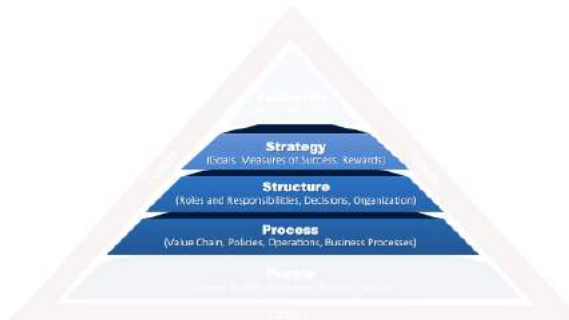 Strategy
(Goals, Measures of Success, Rewards)
Structure
(Roles and Responsibilities, Decisions, Organization)
Process
(Value Chain, Policies, Operations, Business Processes)
People